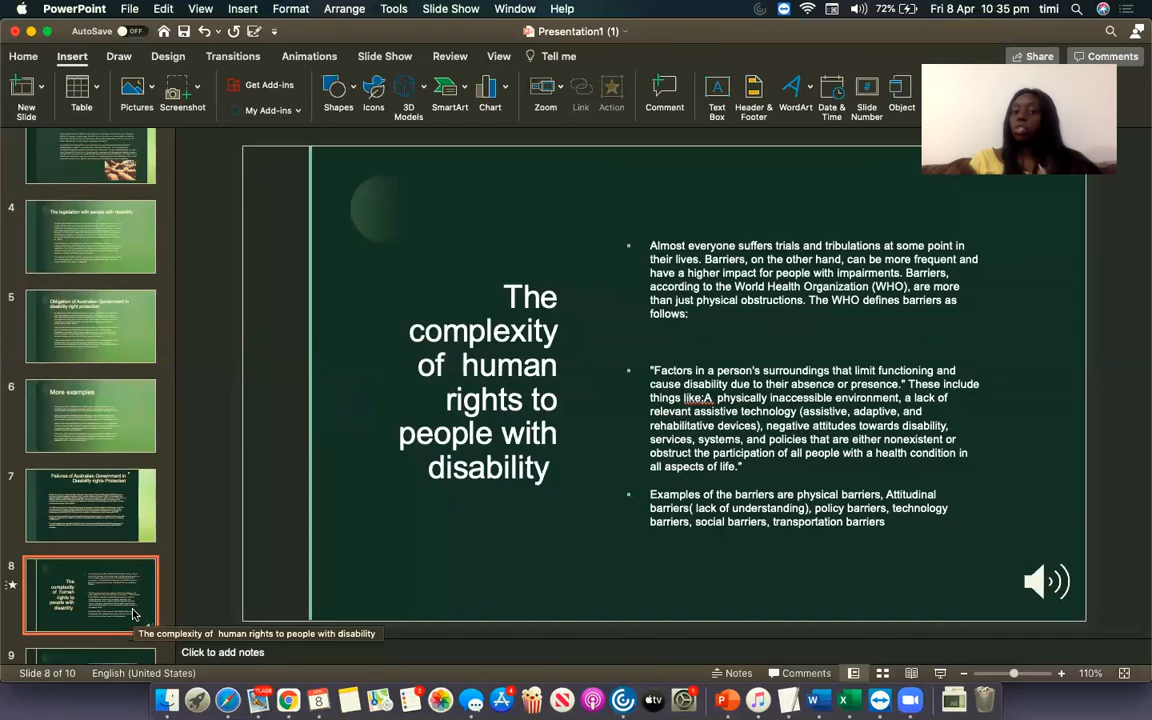 PowerPoint File Edit View Insert Format Arrange Tools Slide Show Window Help 72% Fri 8 Apr 10:35 pm timi
AutoSave OFF Presentation1 (1)
Home Insert Draw Design Transitions Animations Slide Show Review View Tell me Share Comments
New Slide
Table
Pictures
Screenshot
Get Add-ins
My Add-ins
Shapes
Icons
3D Models
SmartArt
Chart
Zoom
Link
Action
Comment
Text Box
Header & Footer
WordArt
Date & Time
Slide Number
Object
4
The legislation with people with disability
5
Obligation of Australian Government in
disability right protection
6
More examples
7
Failures of Australian Government in
Disability rights Protection
8
The
complexity
of human
rights to
people with
disability
9
The
complexity
of  human
rights to
people with
disability
Almost everyone suffers trials and tribulations at some point in
their lives. Barriers, on the other hand, can be more frequent and
have a higher impact for people with impairments. Barriers,
according to the World Health Organization (WHO), are more
than just physical obstructions. The WHO defines barriers as
follows:
"Factors in a person's surroundings that limit functioning and
cause disability due to their absence or presence." These include
things like:A  physically inaccessible environment, a lack of
relevant assistive technology (assistive, adaptive, and
rehabilitative devices), negative attitudes towards disability,
services, systems, and policies that are either nonexistent or
obstruct the participation of all people with a health condition in
all aspects of life."
Examples of the barriers are physical barriers, Attitudinal
barriers( lack of understanding), policy barriers, technology
barriers, social barriers, transportation barriers
The complexity of  human rights to people with disability
Click to add notes
Slide 8 of 10 English (United States) Notes Comments 110%